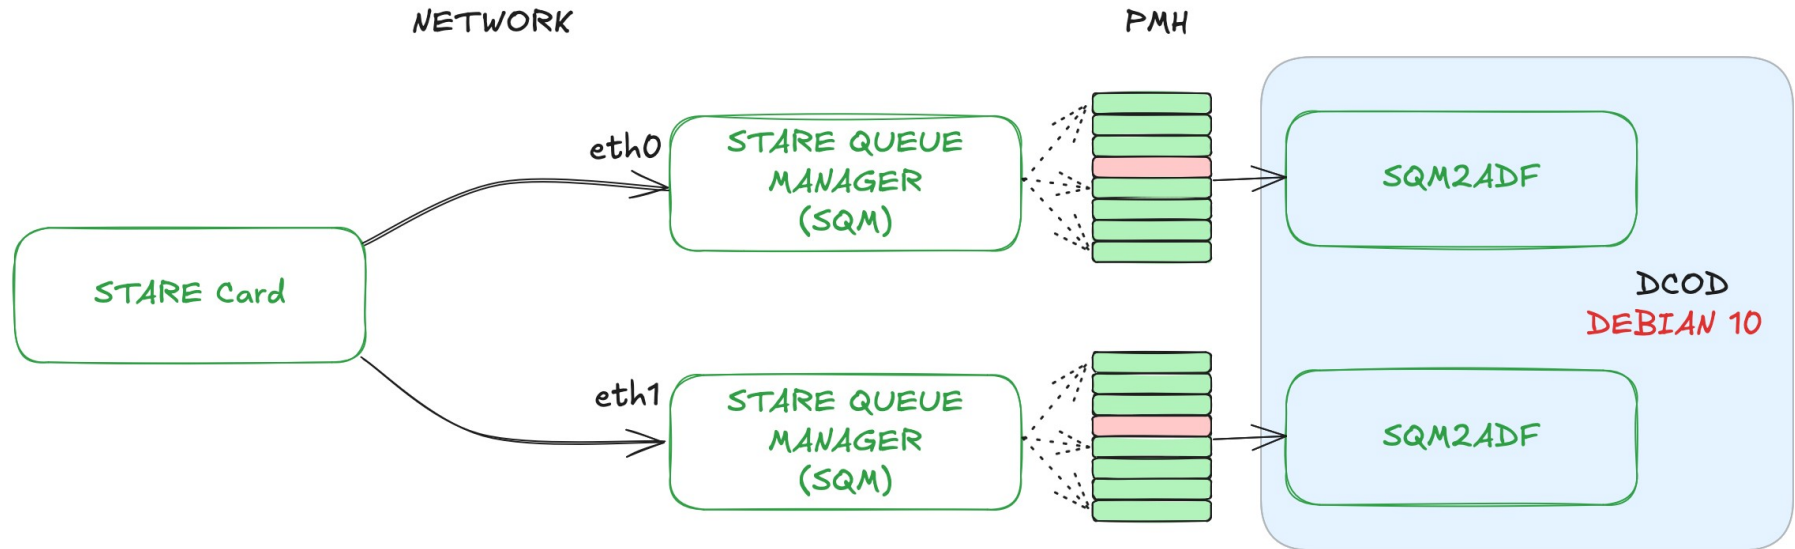 NETWORK
PMH
eth0
STARE QUEUE
MANAGER
(SQM)
SQM2ADF
STARE Card
DCOD
DEBIAN 10
eth1
STARE QUEUE
MANAGER
(SQM)
SQM2ADF